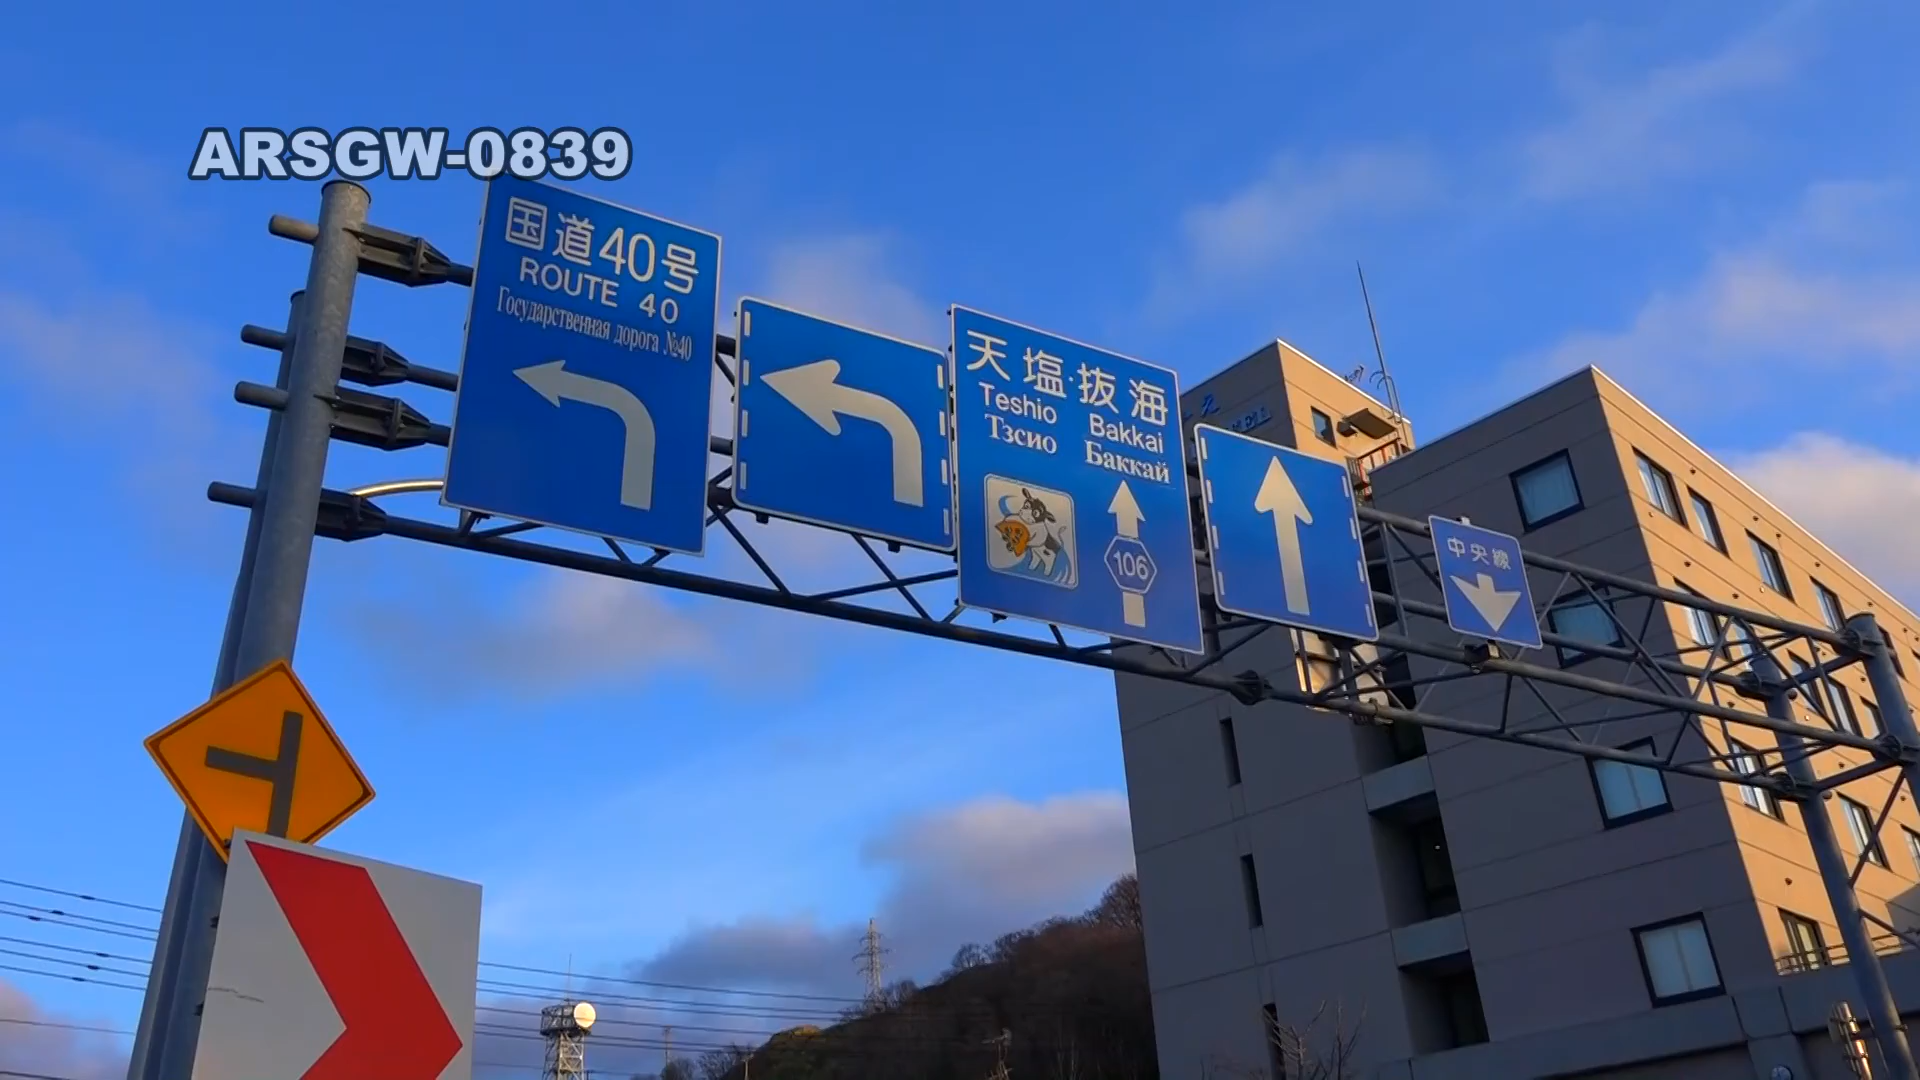 ARSGW-0839
国道40号
ROUTE 40
Государственная дорога №40
天塩·抜海
Teshio Bakkai
Тэсио Баккай
106
中央線